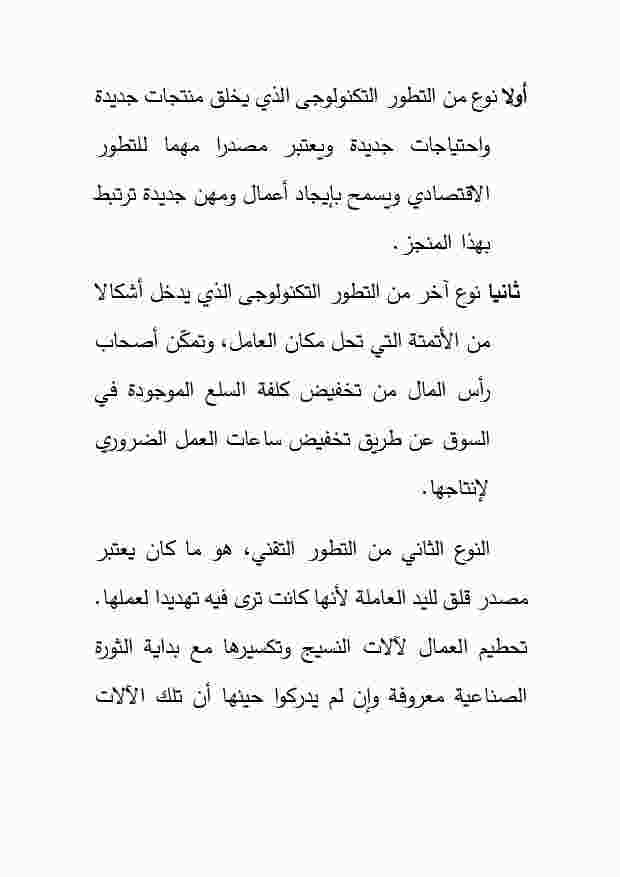 أولا نوع من التطور التكنولوجى الذي يخلق منتجات جديدة
واحتياجات جديدة ويعتبر مصدرا مهما للتطور
الاقتصادي ويسمح بإيجاد أعمال ومهن جديدة ترتبط
بهذا المنجز.
ثانيا نوع آخر من التطور التكنولوجى الذي يدخل أشكالا
من الأتمتة التي تحل مكان العامل، وتمكّن أصحاب
رأس المال من تخفيض كلفة السلع الموجودة في
السوق عن طريق تخفيض ساعات العمل الضروري
لإنتاجها.
النوع الثاني من التطور التقني، هو ما كان يعتبر
مصدر قلق لليد العاملة لأنها كانت ترى فيه تهديدا لعملها.
تحطيم العمال لآلات النسيج وتكسيرها مع بداية الثورة
الصناعية معروفة وإن لم يدركوا حينها أن تلك الآلات